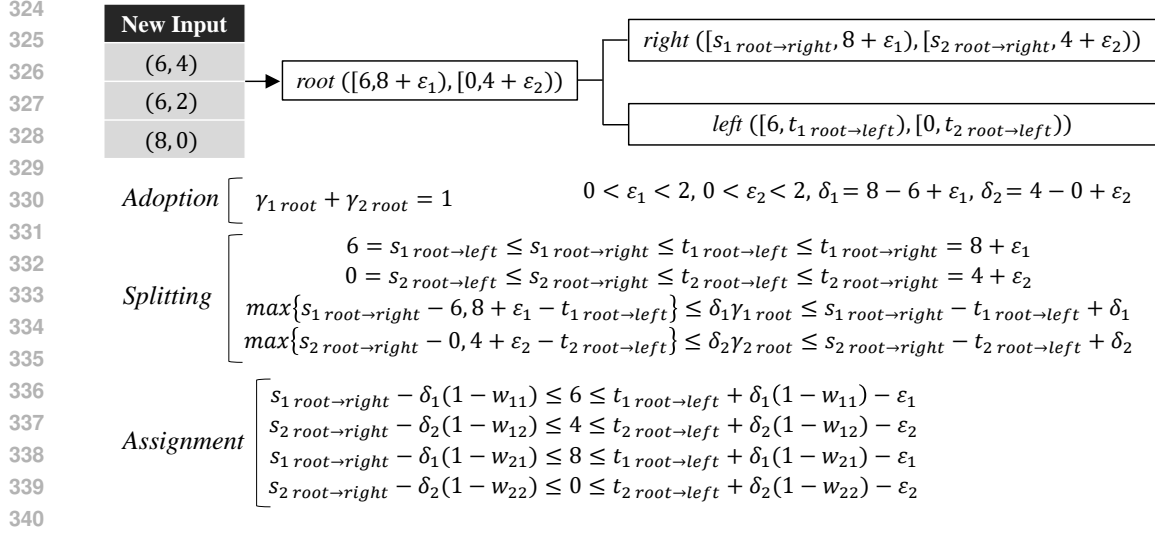 324
325
326
327
328
329
330
331
332
333
334
335
336
337
338
339
340
New Input
(6, 4)
(6, 2)
(8, 0)
root ([6,8 + ε₁), [0,4 + ε₂))
right ([s₁ root→right, 8 + ε₁), [s₂ root→right, 4 + ε₂))
left ([6, t₁ root→left), [0, t₂ root→left))
Adoption
γ₁ root + γ₂ root = 1
0 < ε₁ < 2, 0 < ε₂ < 2, δ₁ = 8 − 6 + ε₁, δ₂ = 4 − 0 + ε₂
Splitting
6 = s₁ root→left ≤ s₁ root→right ≤ t₁ root→left ≤ t₁ root→right = 8 + ε₁
0 = s₂ root→left ≤ s₂ root→right ≤ t₂ root→left ≤ t₂ root→right = 4 + ε₂
max{s₁ root→right − 6,8 + ε₁ − t₁ root→left} ≤ δ₁γ₁ root ≤ s₁ root→right − t₁ root→left + δ₁
max{s₂ root→right − 0,4 + ε₂ − t₂ root→left} ≤ δ₂γ₂ root ≤ s₂ root→right − t₂ root→left + δ₂
Assignment
s₁ root→right − δ₁(1 − w₁₁) ≤ 6 ≤ t₁ root→left + δ₁(1 − w₁₁) − ε₁
s₂ root→right − δ₂(1 − w₁₂) ≤ 4 ≤ t₂ root→left + δ₂(1 − w₁₂) − ε₂
s₁ root→right − δ₁(1 − w₂₁) ≤ 8 ≤ t₁ root→left + δ₁(1 − w₂₁) − ε₁
s₂ root→right − δ₂(1 − w₂₂) ≤ 0 ≤ t₂ root→left + δ₂(1 − w₂₂) − ε₂